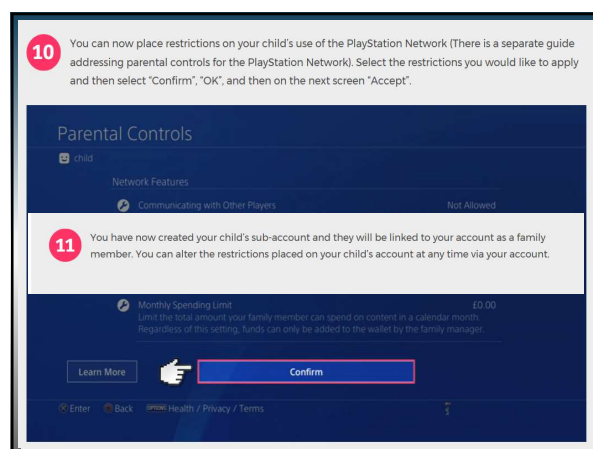 10
You can now place restrictions on your child's use of the PlayStation Network (There is a separate guide
addressing parental controls for the PlayStation Network). Select the restrictions you would like to apply
and then select "Confirm", "OK", and then on the next screen "Accept".
Parental Controls
child
Network Features
Communicating with Other Players Not Allowed
11
You have now created your child's sub-account and they will be linked to your account as a family
member. You can alter the restrictions placed on your child's account at any time via your account.
Monthly Spending Limit £0.00
Limit the total amount your family member can spend on content in a calendar month.
Regardless of this setting, funds can only be added to the wallet by the family manager.
Learn More Confirm
Enter Back OPTIONS Health / Privacy / Terms